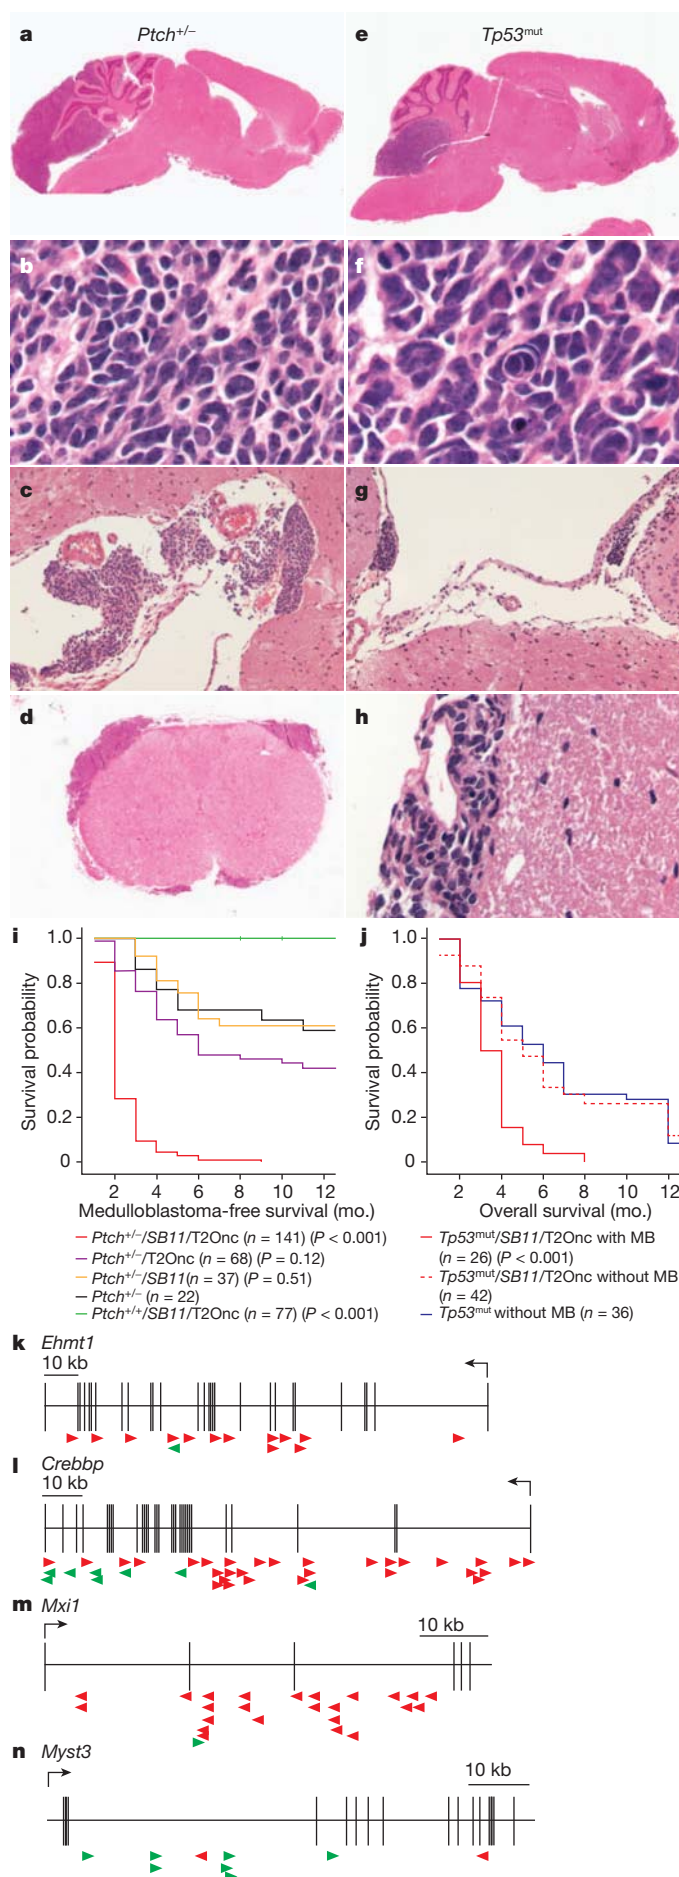 a Ptch+/−
e Tp53mut
b
f
c
g
d
h
i
j
1.0
0.8
0.6
0.4
0.2
0
Survival probability
2 4 6 8 10 12
Medulloblastoma-free survival (mo.)
Ptch+/−/SB11/T2Onc (n = 141) (P < 0.001)
Ptch+/−/T2Onc (n = 68) (P = 0.12)
Ptch+/−/SB11(n = 37) (P = 0.51)
Ptch+/− (n = 22)
Ptch+/+/SB11/T2Onc (n = 77) (P < 0.001)
1.0
0.8
0.6
0.4
0.2
0
Survival probability
2 4 6 8 10 12
Overall survival (mo.)
Tp53mut/SB11/T2Onc with MB
(n = 26) (P < 0.001)
Tp53mut/SB11/T2Onc without MB
(n = 42)
Tp53mut without MB (n = 36)
k Ehmt1
10 kb
l Crebbp
10 kb
m Mxi1
10 kb
n Myst3
10 kb